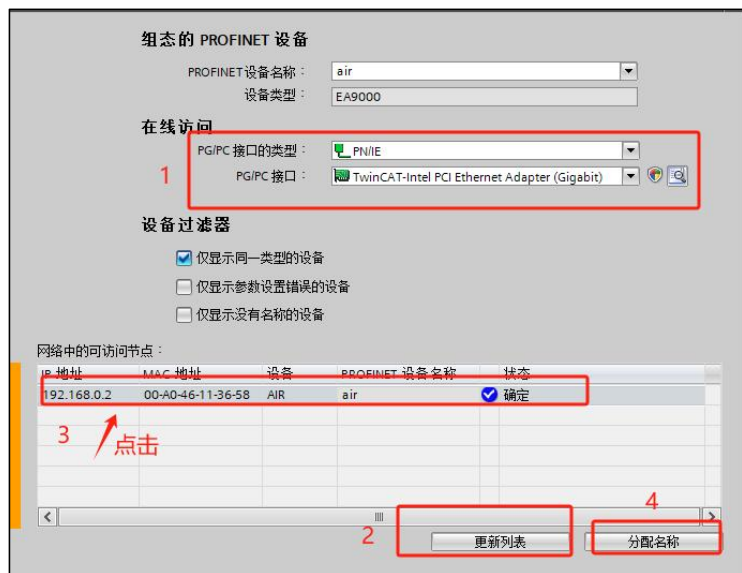 组态的 PROFINET 设备
PROFINET设备名称： air
设备类型： EA9000
在线访问
PG/PC 接口的类型： PN/IE
1
PG/PC 接口： TwinCAT-Intel PCI Ethernet Adapter (Gigabit)
设备过滤器
仅显示同一类型的设备
仅显示参数设置错误的设备
仅显示没有名称的设备
网络中的可访问节点：
IP 地址 MAC 地址 设备 PROFINET 设备名称 状态
192.168.0.2 00-A0-46-11-36-58 AIR air 确定
3 点击
4
2 更新列表 分配名称